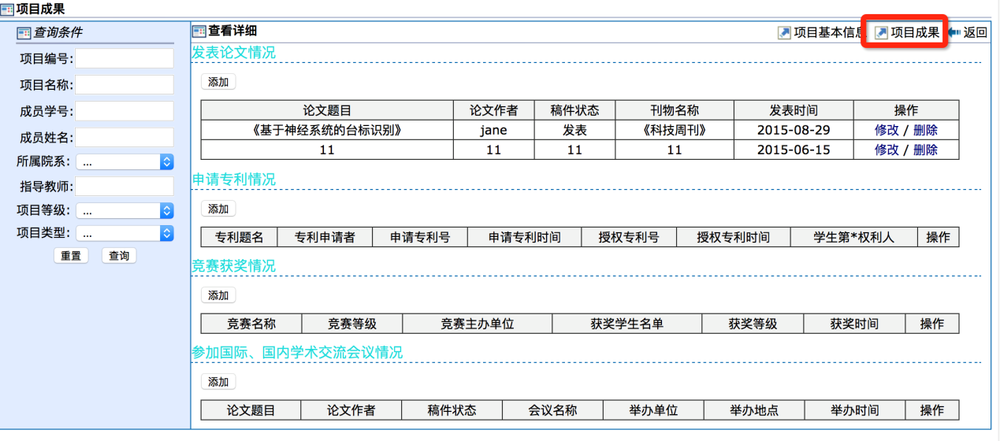 项目成果
查询条件
项目编号:
项目名称:
成员学号:
成员姓名:
所属院系: ...
指导教师:
项目等级: ...
项目类型: ...
重置 查询
查看详细 项目基本信息 项目成果 返回
发表论文情况
添加
论文题目 论文作者 稿件状态 刊物名称 发表时间 操作
《基于神经系统的台标识别》 jane 发表 《科技周刊》 2015-08-29 修改 / 删除
11 11 11 11 2015-06-15 修改 / 删除
申请专利情况
添加
专利题名 专利申请者 申请专利号 申请专利时间 授权专利号 授权专利时间 学生第*权利人 操作
竞赛获奖情况
添加
竞赛名称 竞赛等级 竞赛主办单位 获奖学生名单 获奖等级 获奖时间 操作
参加国际、国内学术交流会议情况
添加
论文题目 论文作者 稿件状态 会议名称 举办单位 举办地点 举办时间 操作